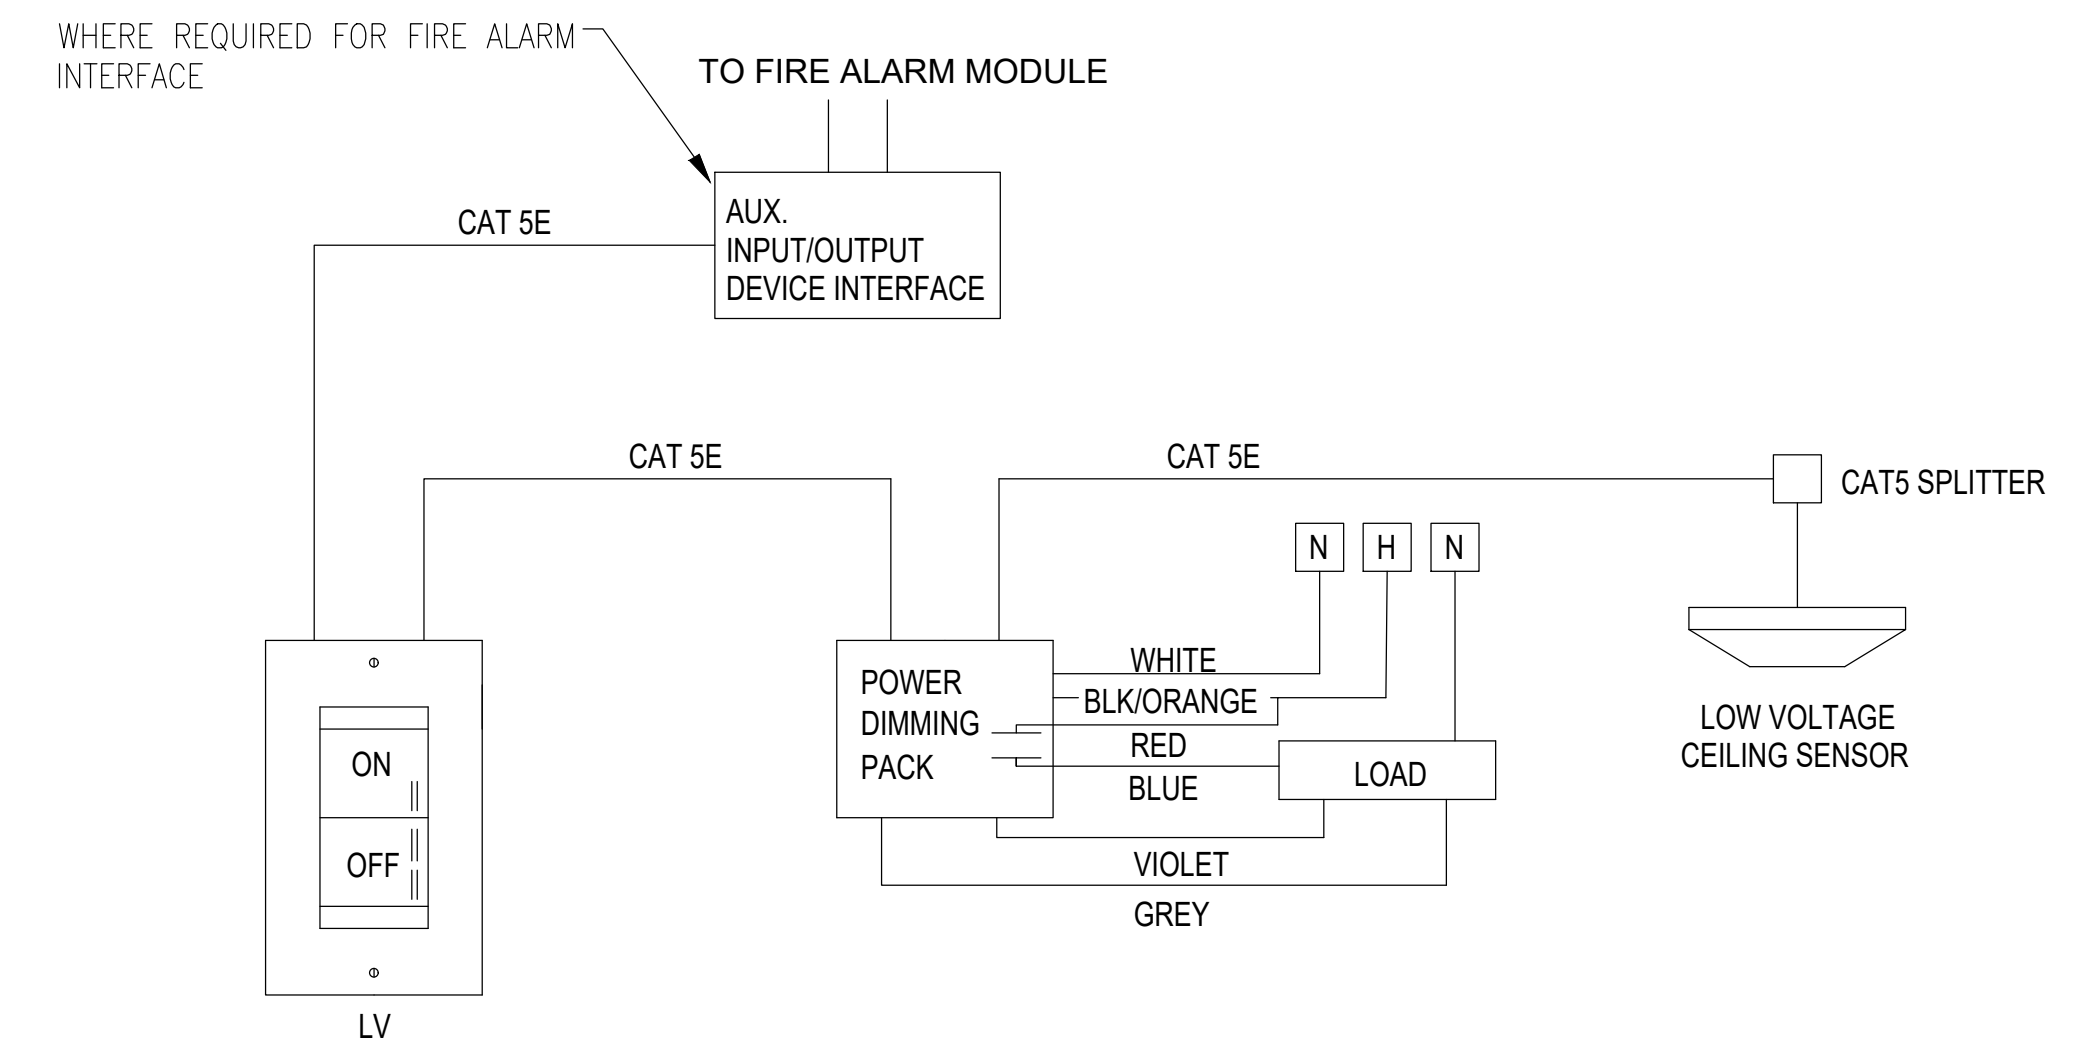 WHERE REQUIRED FOR FIRE ALARM
INTERFACE
TO FIRE ALARM MODULE
AUX.
INPUT/OUTPUT
DEVICE INTERFACE
CAT 5E
CAT 5E
CAT 5E
CAT5 SPLITTER
N H N
WHITE
BLK/ORANGE
RED
BLUE
POWER
DIMMING
PACK
LOAD
VIOLET
GREY
LOW VOLTAGE
CEILING SENSOR
ON
OFF
LV